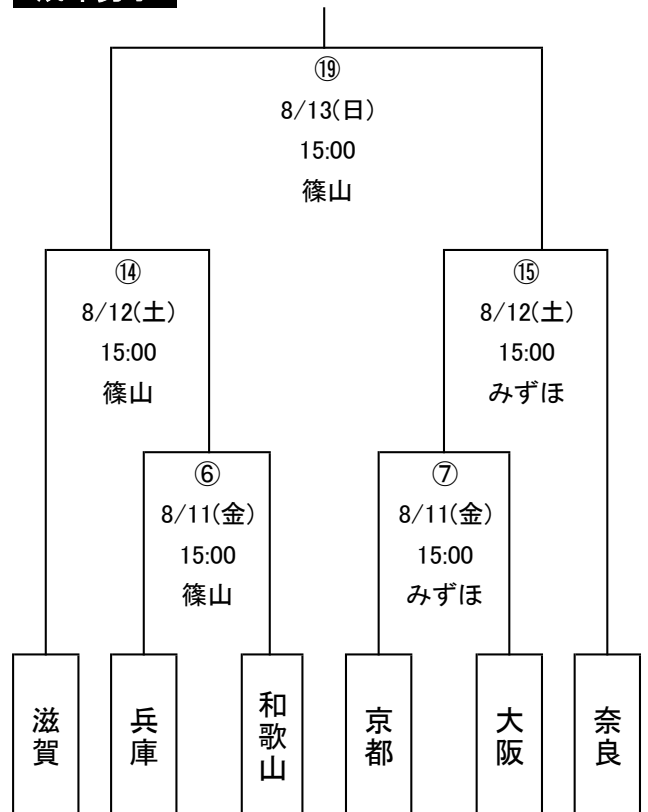 ⑲
8/13(日)
15:00
篠山
⑭
8/12(土)
15:00
篠山
⑮
8/12(土)
15:00
みずほ
⑥
8/11(金)
15:00
篠山
⑦
8/11(金)
15:00
みずほ
滋賀
兵庫
和歌山
京都
大阪
奈良